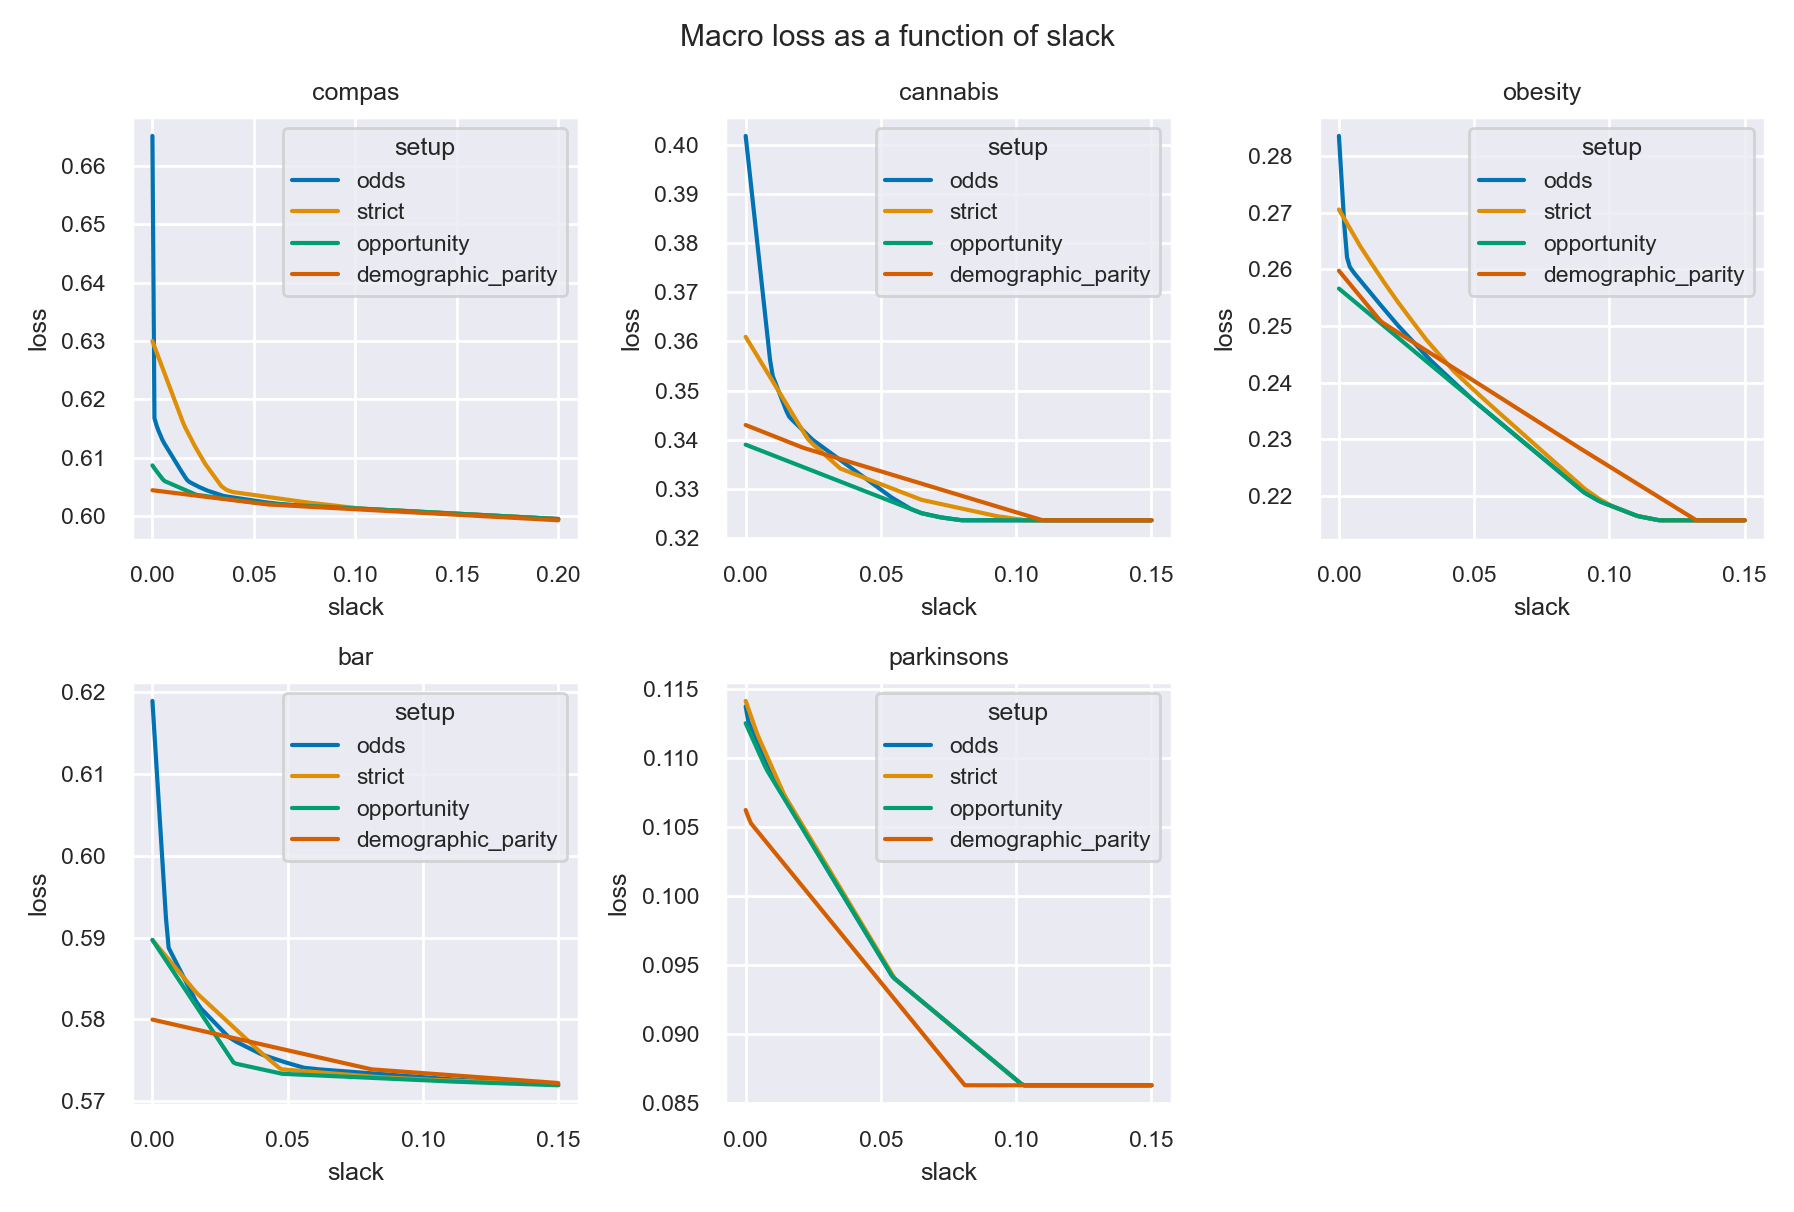 Macro loss as a function of slack
compas
loss
0.66
0.65
0.64
0.63
0.62
0.61
0.60
setup
odds
strict
opportunity
demographic_parity
0.00 0.05 0.10 0.15 0.20
slack
cannabis
loss
0.40
0.39
0.38
0.37
0.36
0.35
0.34
0.33
0.32
setup
odds
strict
opportunity
demographic_parity
0.00 0.05 0.10 0.15
slack
obesity
loss
0.28
0.27
0.26
0.25
0.24
0.23
0.22
setup
odds
strict
opportunity
demographic_parity
0.00 0.05 0.10 0.15
slack
bar
loss
0.62
0.61
0.60
0.59
0.58
0.57
setup
odds
strict
opportunity
demographic_parity
0.00 0.05 0.10 0.15
slack
parkinsons
loss
0.115
0.110
0.105
0.100
0.095
0.090
0.085
setup
odds
strict
opportunity
demographic_parity
0.00 0.05 0.10 0.15
slack